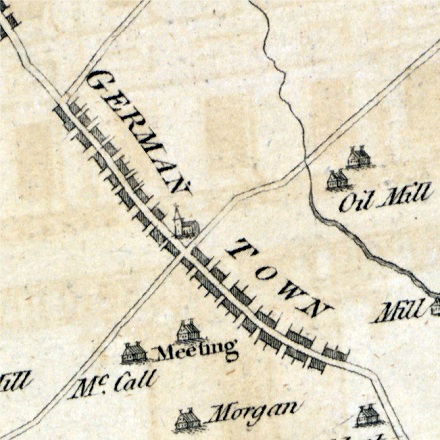 GERMAN TOWN
Oil Mill
Mill
Meeting
Mc. Call
Morgan